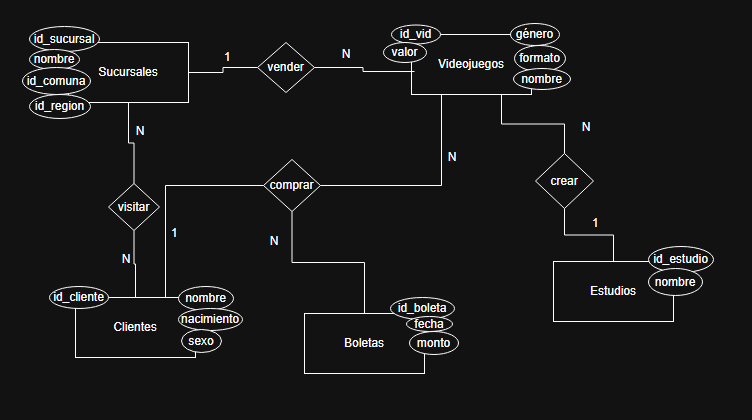 id_sucursal
nombre
id_comuna
id_region
Sucursales
1
vender
N
id_vid
valor
Videojuegos
género
formato
nombre
N
visitar
N
comprar
1
N
N
N
crear
1
id_cliente
Clientes
nombre
nacimiento
sexo
id_boleta
fecha
monto
Boletas
id_estudio
nombre
Estudios